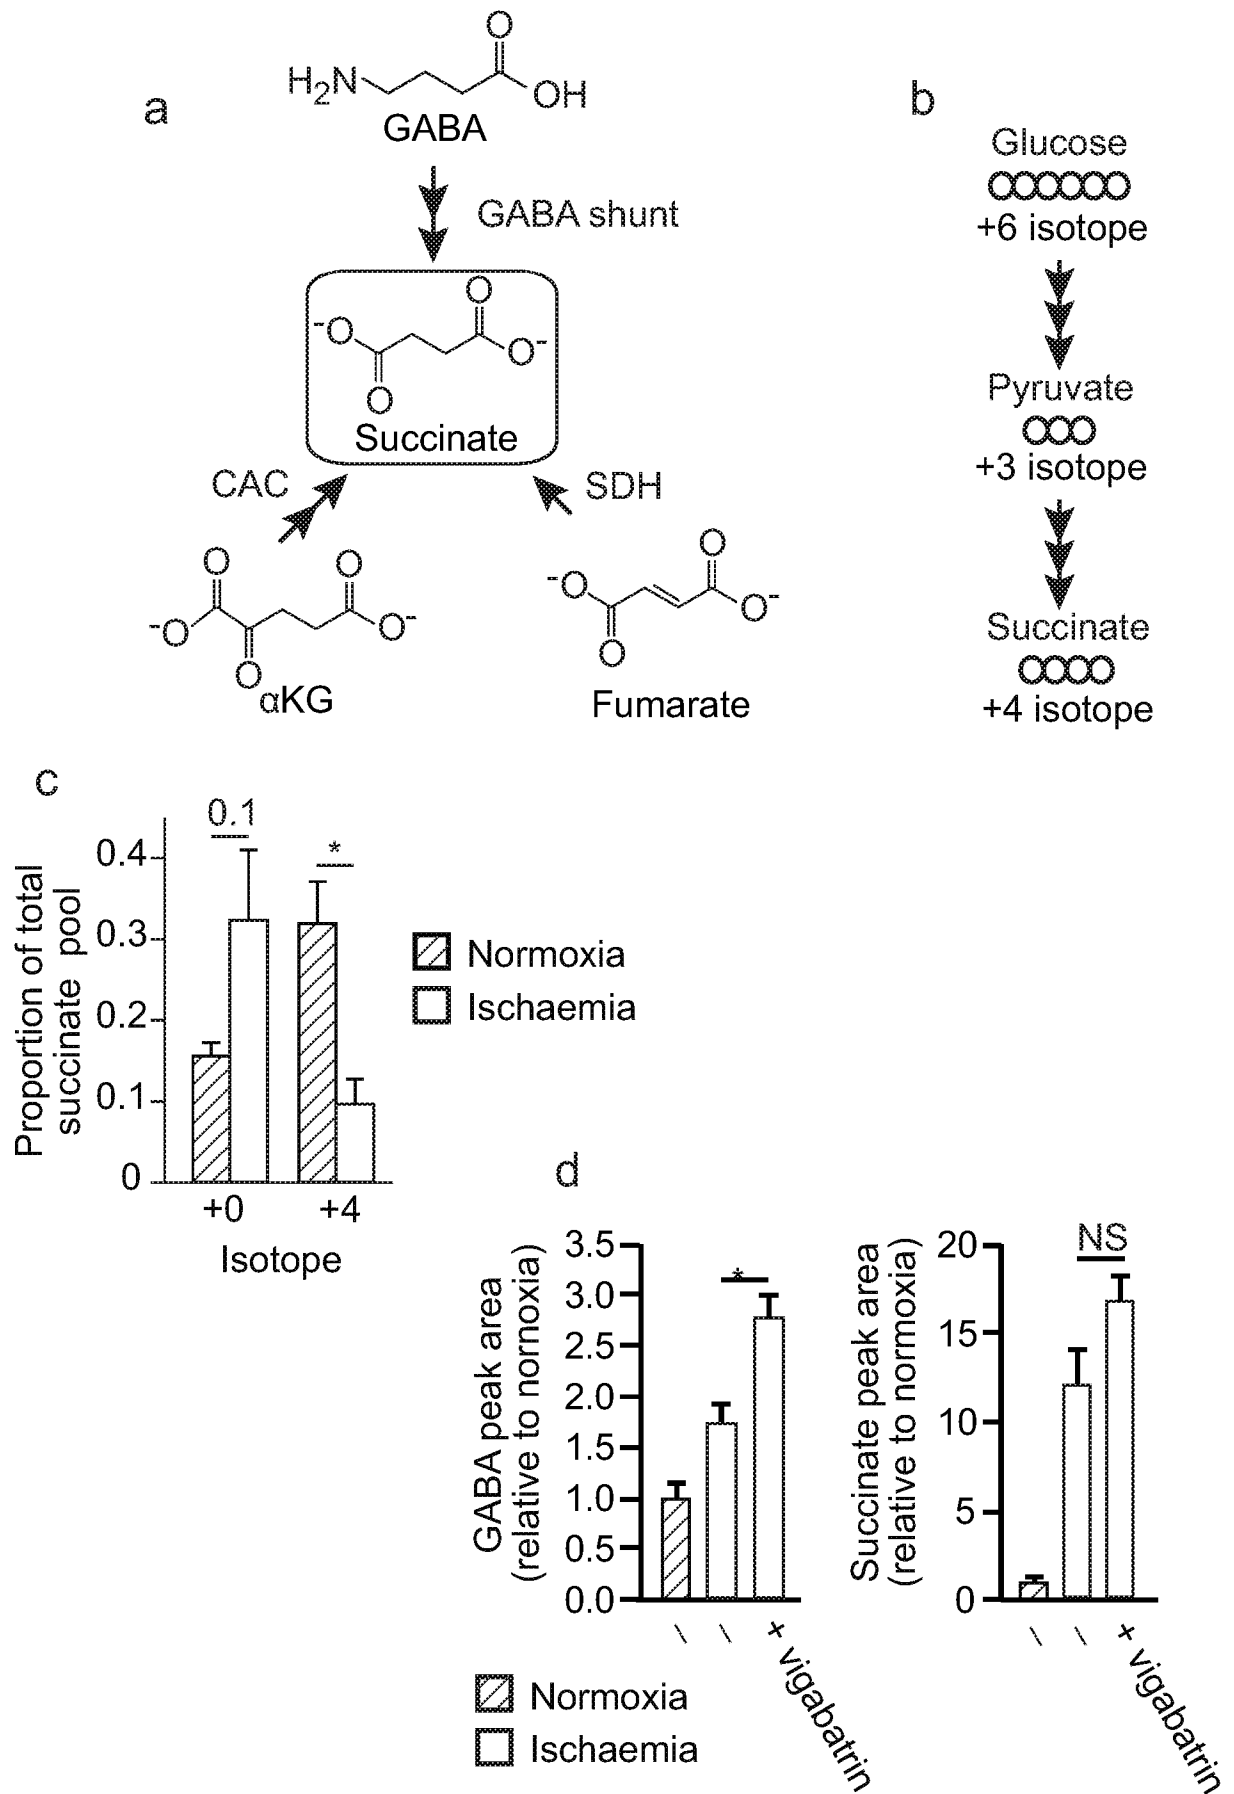 a
O
H₂N
OH
GABA
GABA shunt
O
⁻O
O⁻
O
Succinate
CAC
SDH
O
O
⁻O
O⁻
O
αKG
O
⁻O
O⁻
O
Fumarate
b
Glucose
+6 isotope
Pyruvate
+3 isotope
Succinate
+4 isotope
c
Proportion of total
succinate pool
0.4
0.3
0.2
0.1
0
0.1
*
+0
+4
Isotope
Normoxia
Ischaemia
d
GABA peak area
(relative to nornoxia)
3.5
3.0
2.5
2.0
1.5
1.0
0.5
0.0
*
–
–
+ vigabatrin
Succinate peak area
(relative to normoxia)
20
15
10
5
0
NS
–
–
+ vigabatrin
Normoxia
Ischaemia